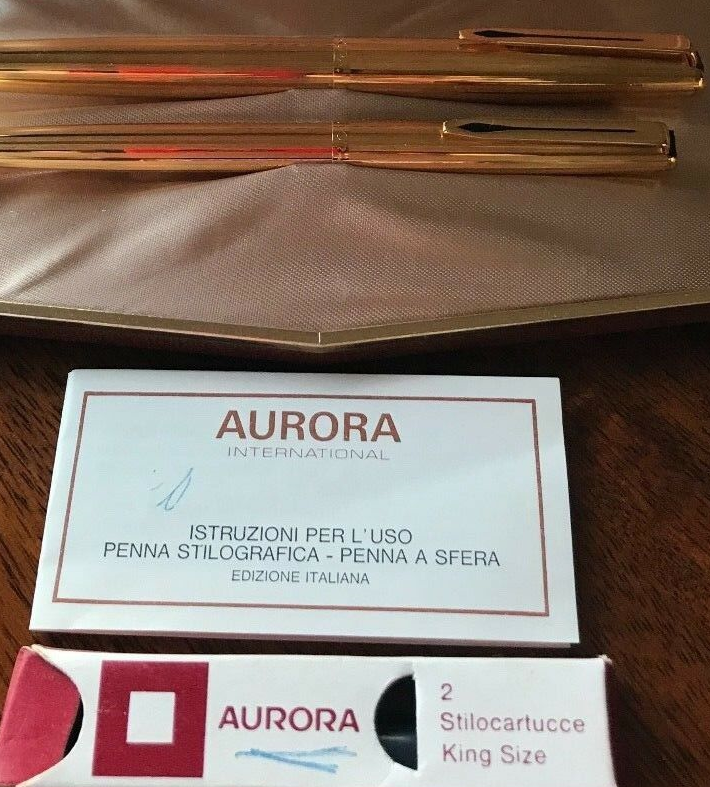 AURORA
INTERNATIONAL
ISTRUZIONI PER L'USO
PENNA STILOGRAFICA - PENNA A SFERA
EDIZIONE ITALIANA
AURORA
2
Stilocartucce
King Size